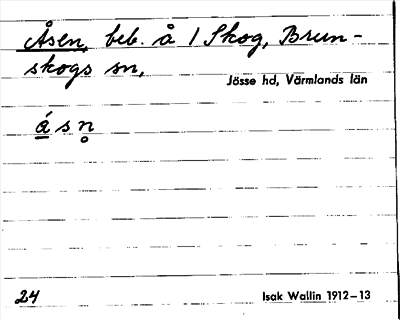 Åsen, beb. å 1 Skog, Brun-
skogs sn,
Jösse hd, Värmlands län
á̱ s n̥
24
Isak Wallin 1912–13